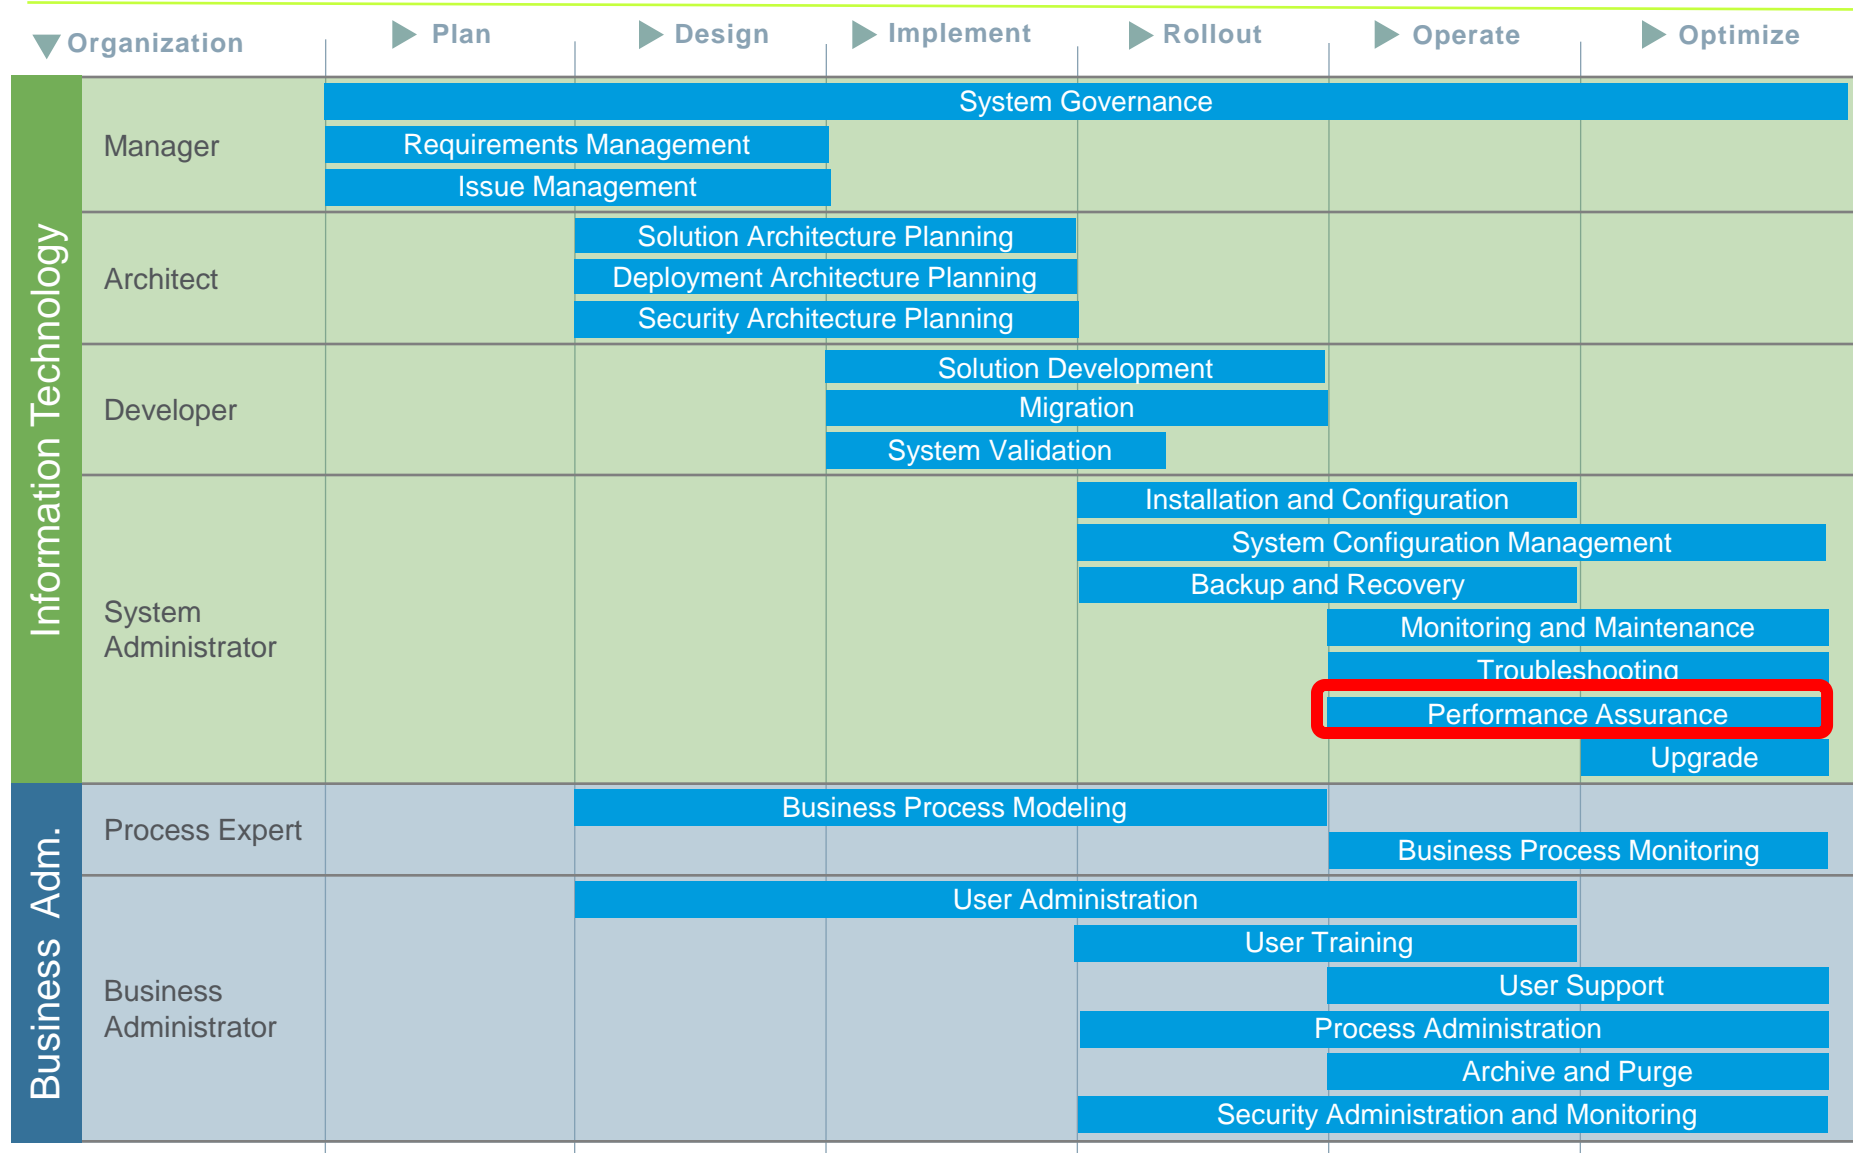 Organization
Plan
Design
Implement
Rollout
Operate
Optimize
Information Technology
Manager
System Governance
Requirements Management
Issue Management
Architect
Solution Architecture Planning
Deployment Architecture Planning
Security Architecture Planning
Developer
Solution Development
Migration
System Validation
System
Administrator
Installation and Configuration
System Configuration Management
Backup and Recovery
Monitoring and Maintenance
Troubleshooting
Performance Assurance
Upgrade
Business Adm.
Process Expert
Business Process Modeling
Business Process Monitoring
Business
Administrator
User Administration
User Training
User Support
Process Administration
Archive and Purge
Security Administration and Monitoring